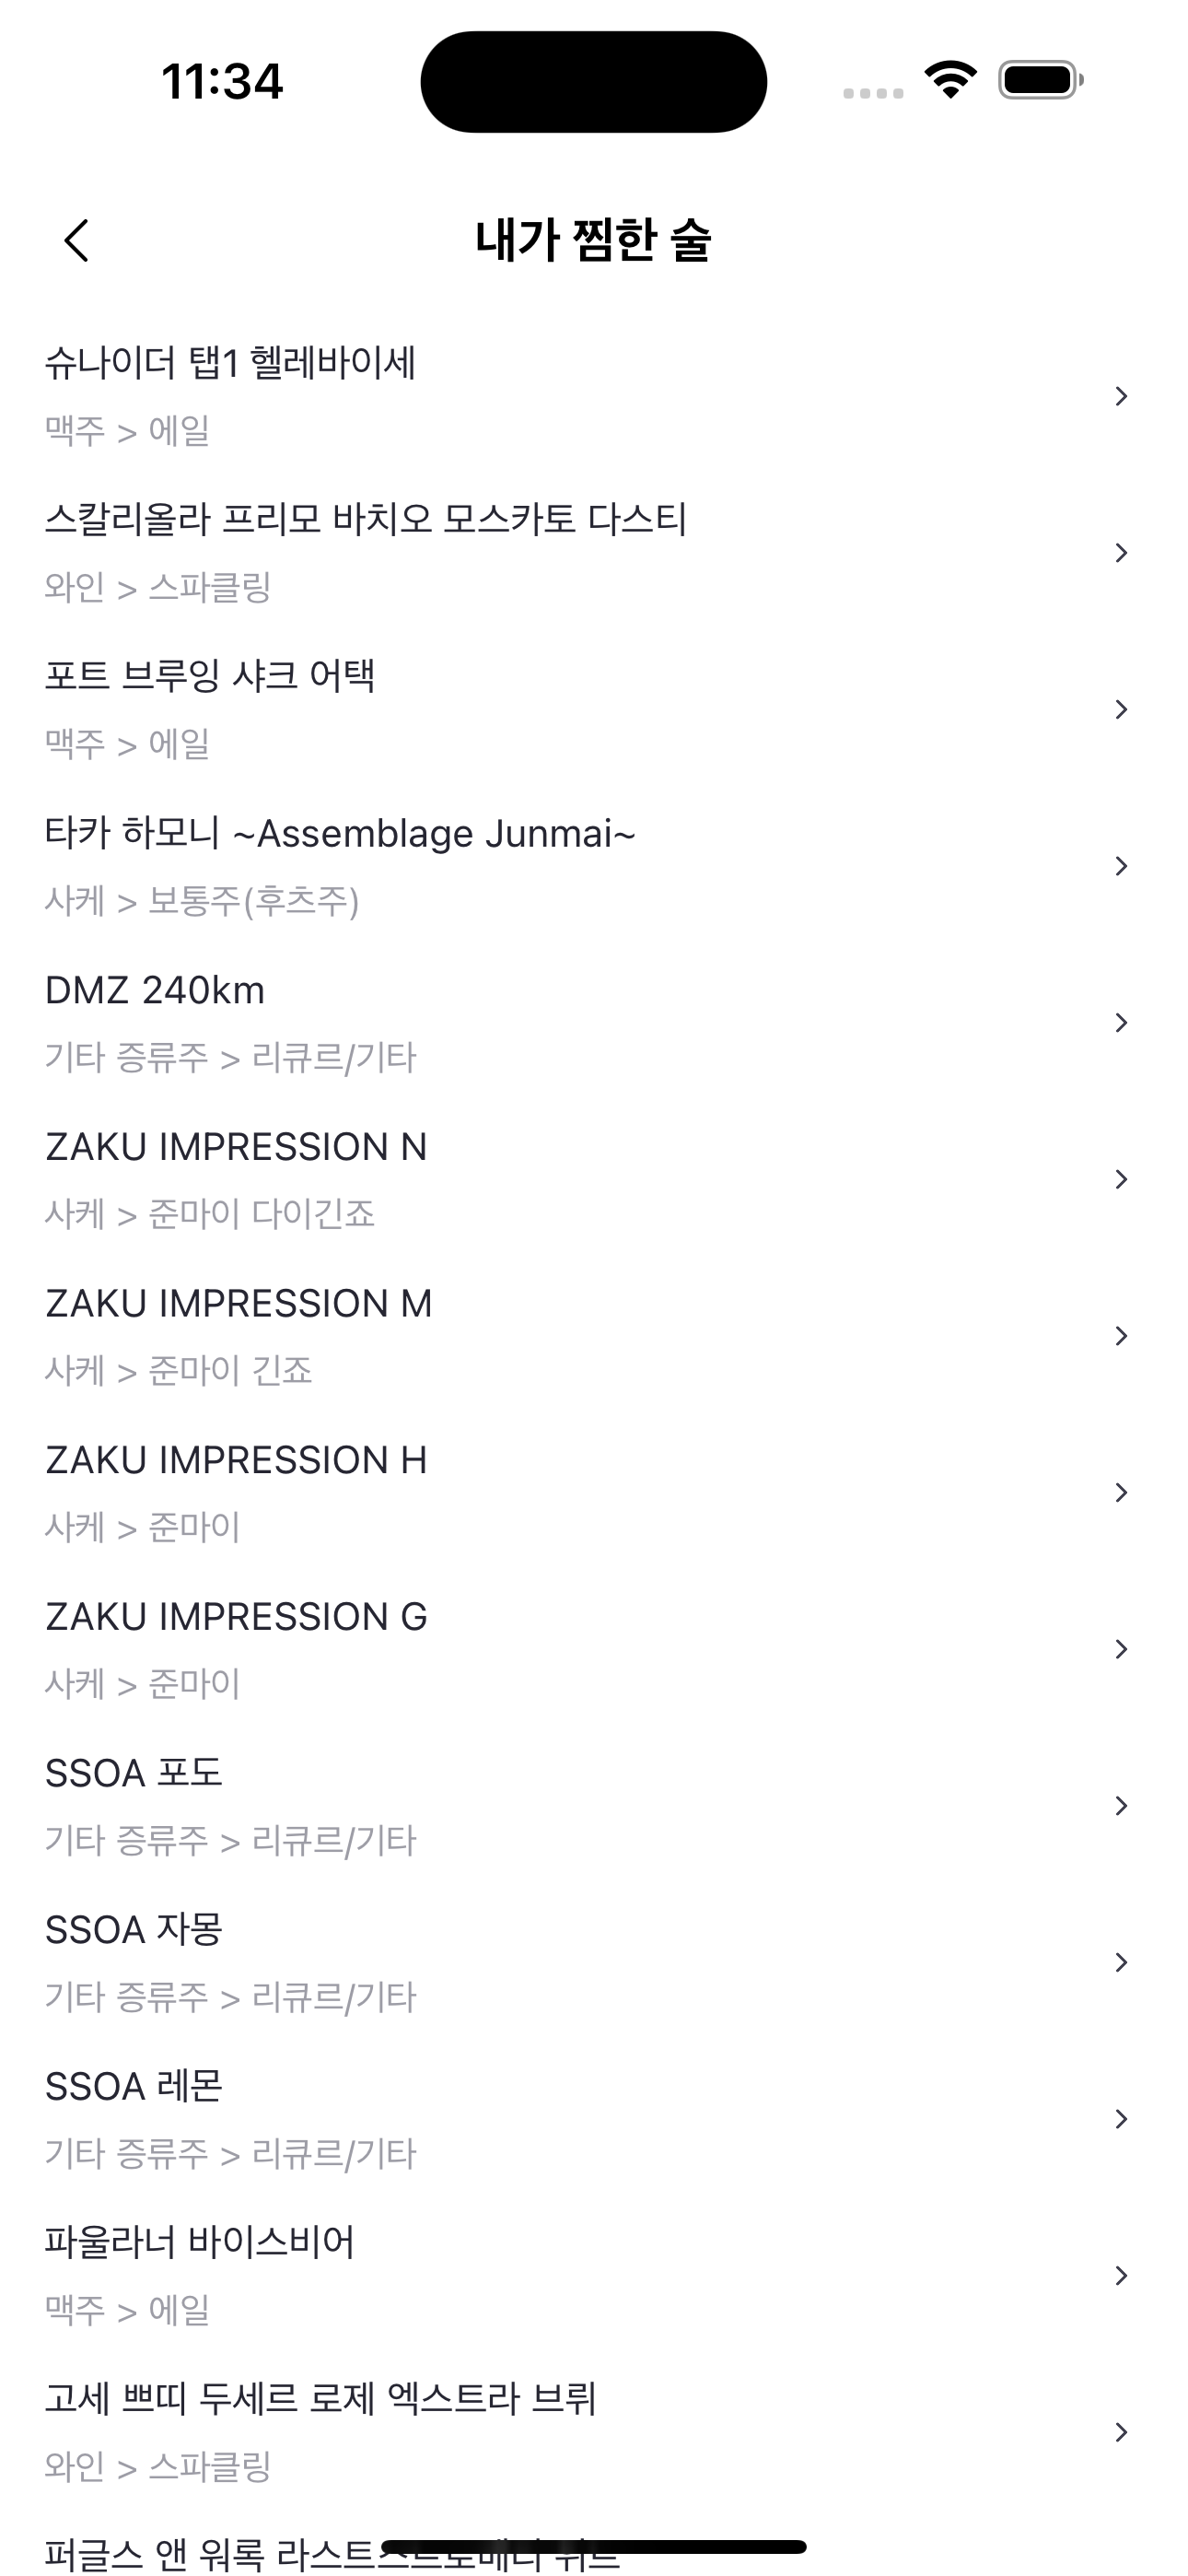 11:34
내가 찜한 술
슈나이더 탭1 헬레바이세
맥주 > 에일
스칼리올라 프리모 바치오 모스카토 다스티
와인 > 스파클링
포트 브루잉 샤크 어택
맥주 > 에일
타카 하모니 ~Assemblage Junmai~
사케 > 보통주(후츠주)
DMZ 240km
기타 증류주 > 리큐르/기타
ZAKU IMPRESSION N
사케 > 준마이 다이긴죠
ZAKU IMPRESSION M
사케 > 준마이 긴죠
ZAKU IMPRESSION H
사케 > 준마이
ZAKU IMPRESSION G
사케 > 준마이
SSOA 포도
기타 증류주 > 리큐르/기타
SSOA 자몽
기타 증류주 > 리큐르/기타
SSOA 레몬
기타 증류주 > 리큐르/기타
파울라너 바이스비어
맥주 > 에일
고세 쁘띠 두세르 로제 엑스트라 브뤼
와인 > 스파클링
퍼글스 앤 워록